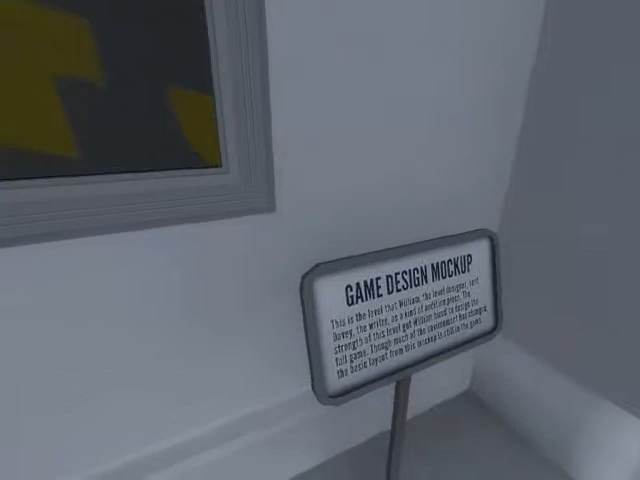 GAME DESIGN MOCKUP
This is the level that William, the level designer, sent
Davey, the writer, as a kind of audition piece. The
strength of this level got William hired to design the
full game. Though much of the environment has changed
the basic layout from this mockup is still in the game.